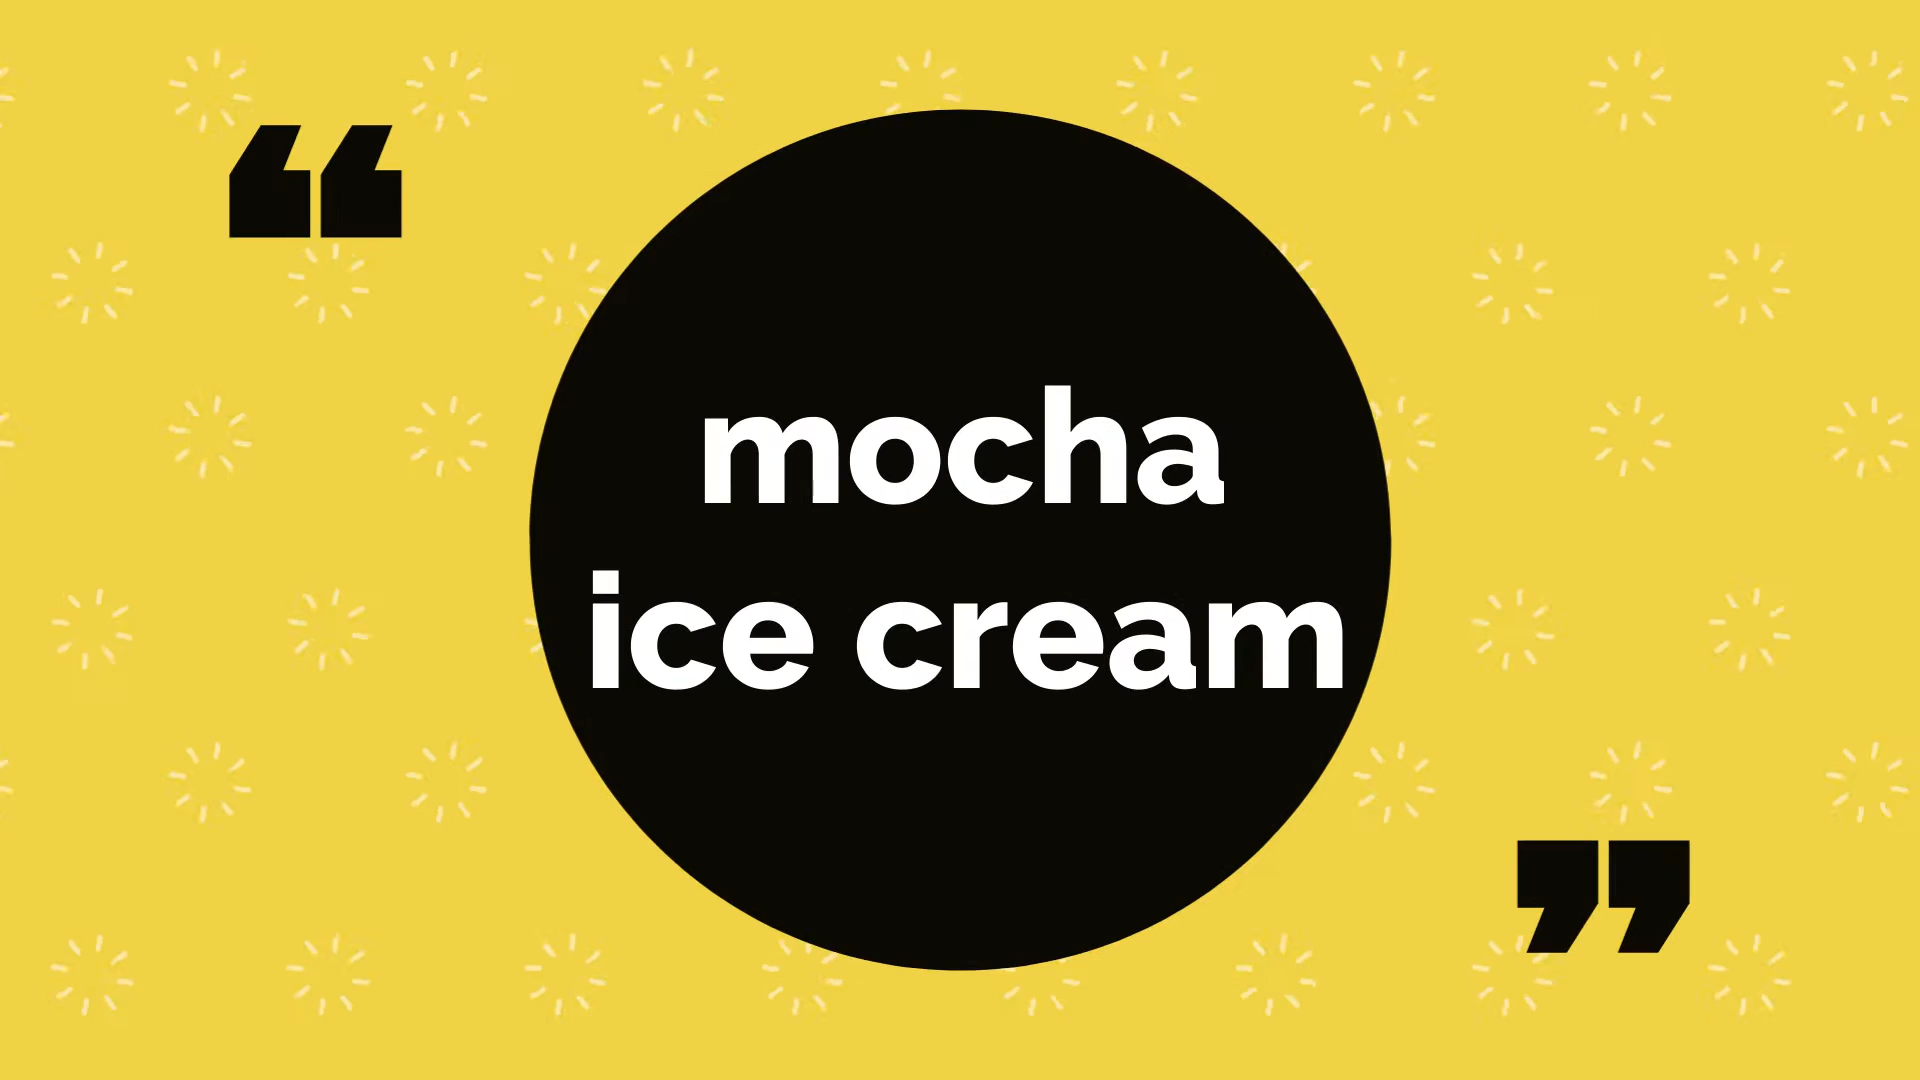 “
mocha
ice cream
”